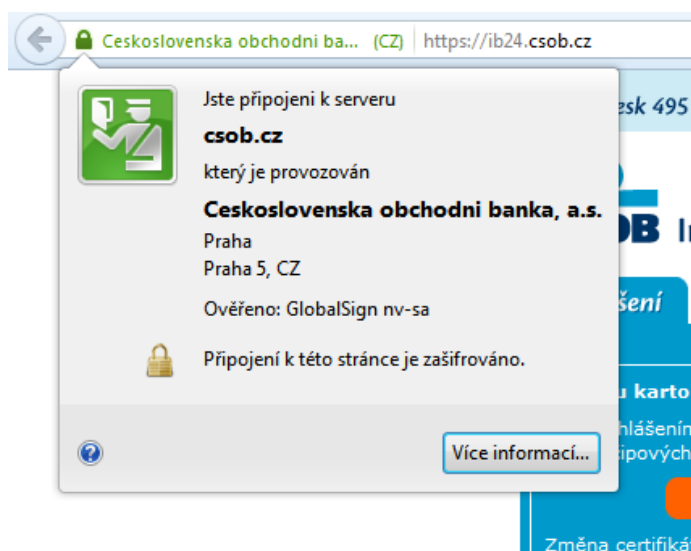 Ceskoslovenska obchodni ba... (CZ) https://ib24.csob.cz
Jste připojeni k serveru
csob.cz
který je provozován
Ceskoslovenska obchodni banka, a.s.
Praha
Praha 5, CZ
Ověřeno: GlobalSign nv-sa
Připojení k této stránce je zašifrováno.
Více informací...
esk 495
OB I
šení
u karto
hlášením
ipových
Změna certifiká